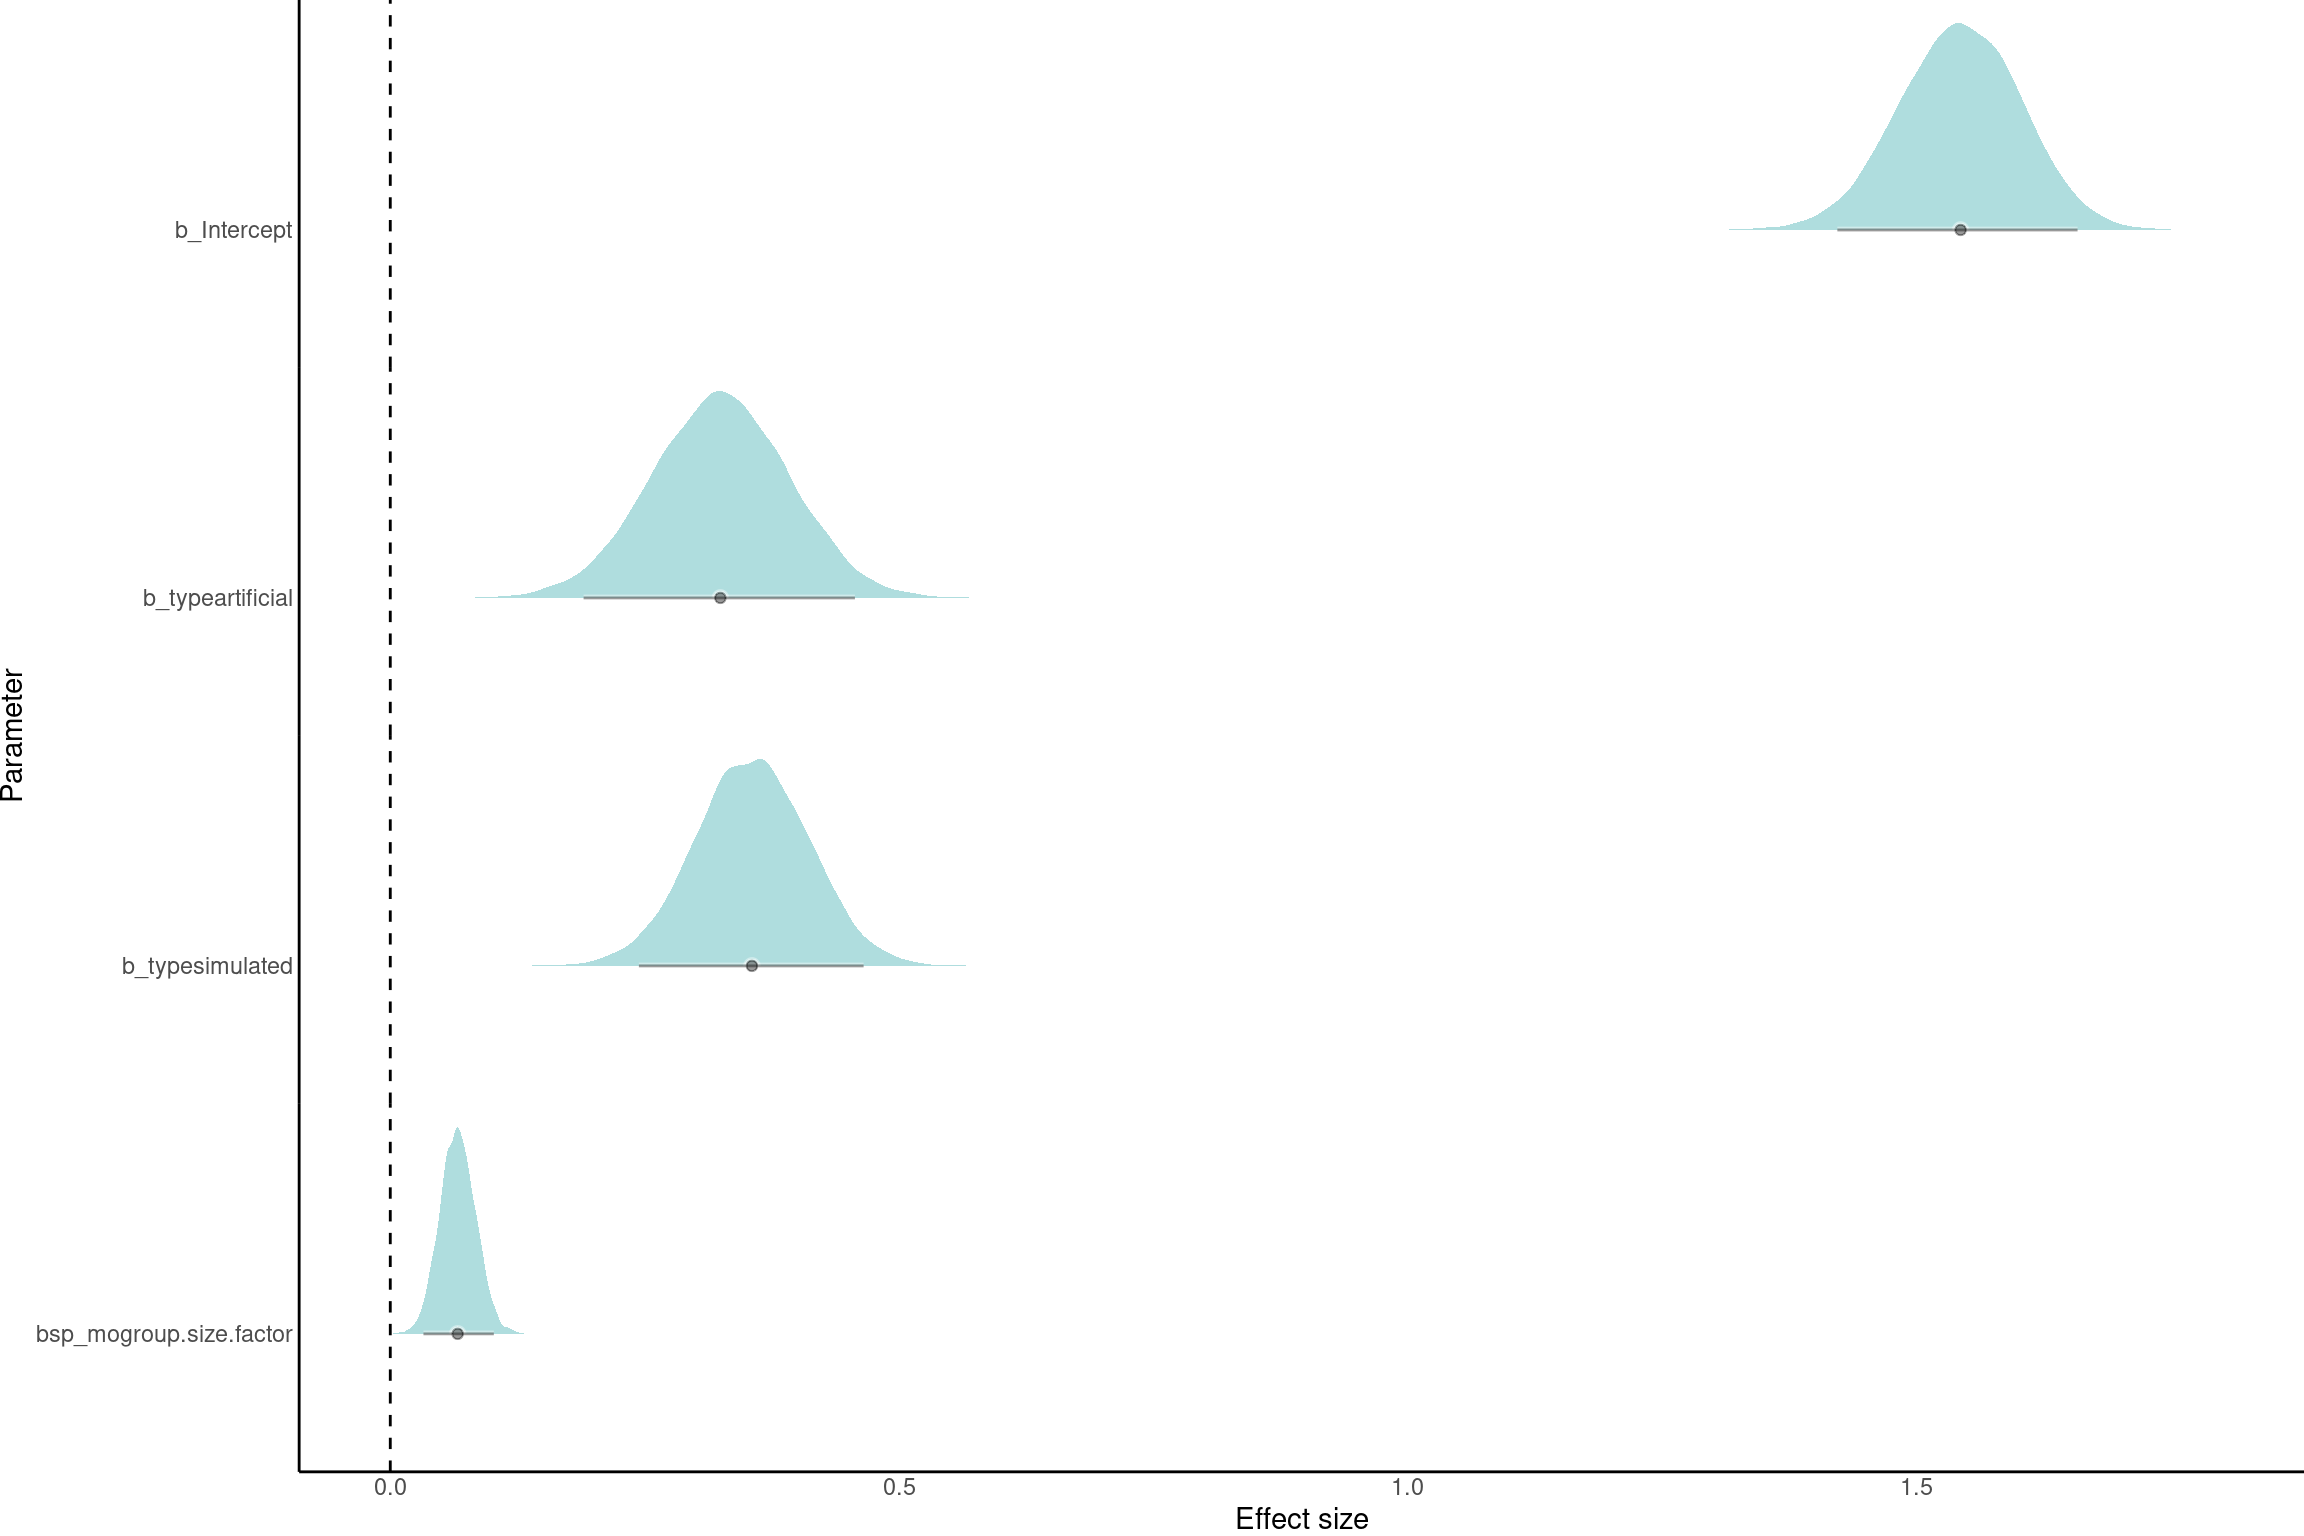 b_Intercept
b_typeartificial
b_typesimulated
bsp_mogroup.size.factor
Parameter
0.0 0.5 1.0 1.5
Effect size